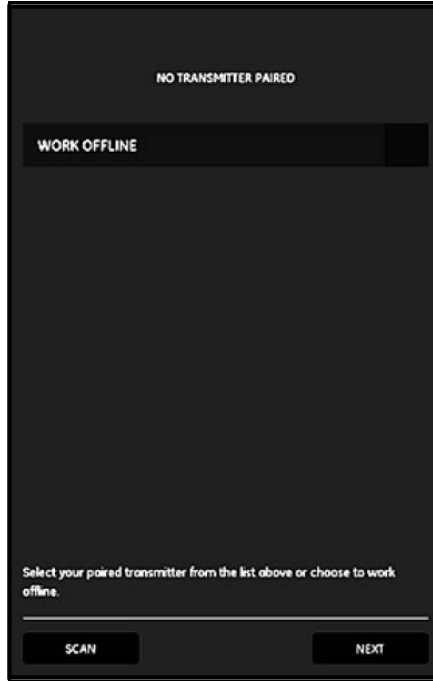 NO TRANSMITTER PAIRED
WORK OFFLINE
Select your paired transmitter from the list above or choose to work
offline.
SCAN
NEXT